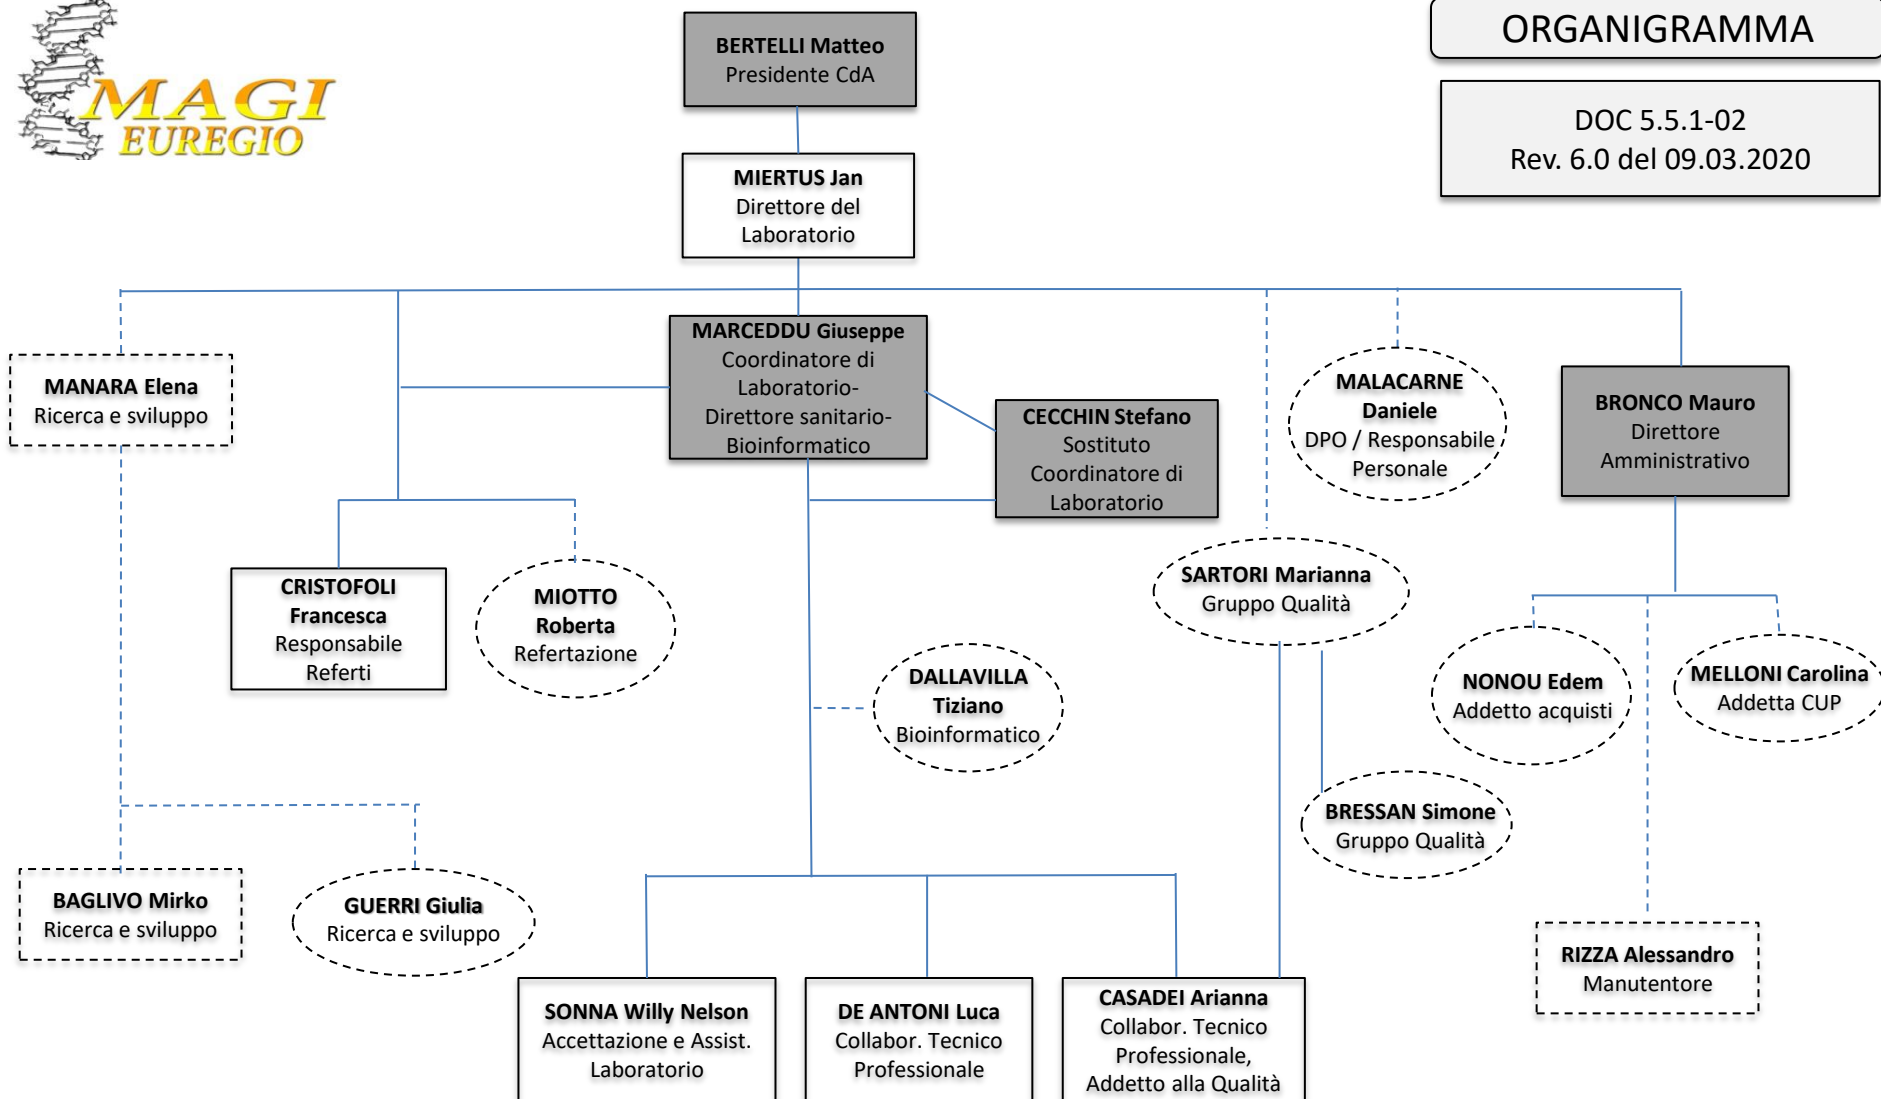 MAGI
EUREGIO
BERTELLI Matteo
Presidente CdA
ORGANIGRAMMA
DOC 5.5.1-02
Rev. 6.0 del 09.03.2020
MIERTUS Jan
Direttore del
Laboratorio
MANARA Elena
Ricerca e sviluppo
MARCEDDU Giuseppe
Coordinatore di
Laboratorio-
Direttore sanitario-
Bioinformatico
CECCHIN Stefano
Sostituto
Coordinatore di
Laboratorio
MALACARNE
Daniele
DPO / Responsabile
Personale
BRONCO Mauro
Direttore
Amministrativo
CRISTOFOLI
Francesca
Responsabile
Referti
MIOTTO
Roberta
Refertazione
SARTORI Marianna
Gruppo Qualità
DALLAVILLA
Tiziano
Bioinformatico
NONOU Edem
Addetto acquisti
MELLONI Carolina
Addetta CUP
BRESSAN Simone
Gruppo Qualità
BAGLIVO Mirko
Ricerca e sviluppo
GUERRI Giulia
Ricerca e sviluppo
RIZZA Alessandro
Manutentore
SONNA Willy Nelson
Accettazione e Assist.
Laboratorio
DE ANTONI Luca
Collabor. Tecnico
Professionale
CASADEI Arianna
Collabor. Tecnico
Professionale,
Addetto alla Qualità